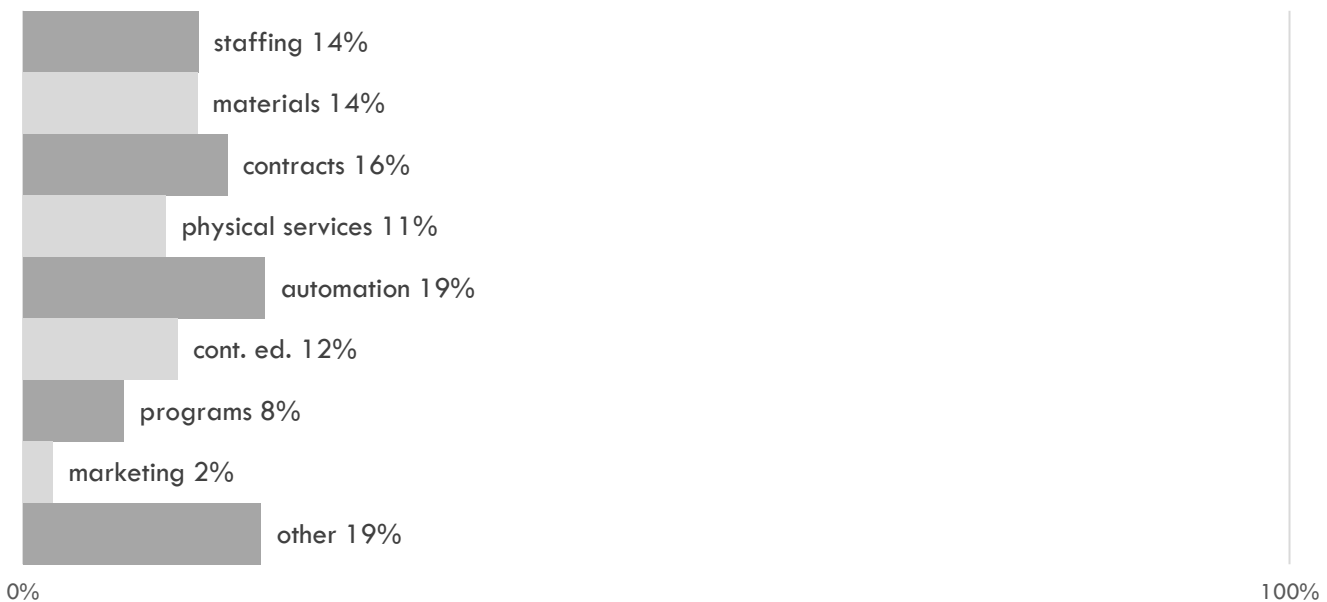 staffing 14%
materials 14%
contracts 16%
physical services 11%
automation 19%
cont. ed. 12%
programs 8%
marketing 2%
other 19%
0% 100%